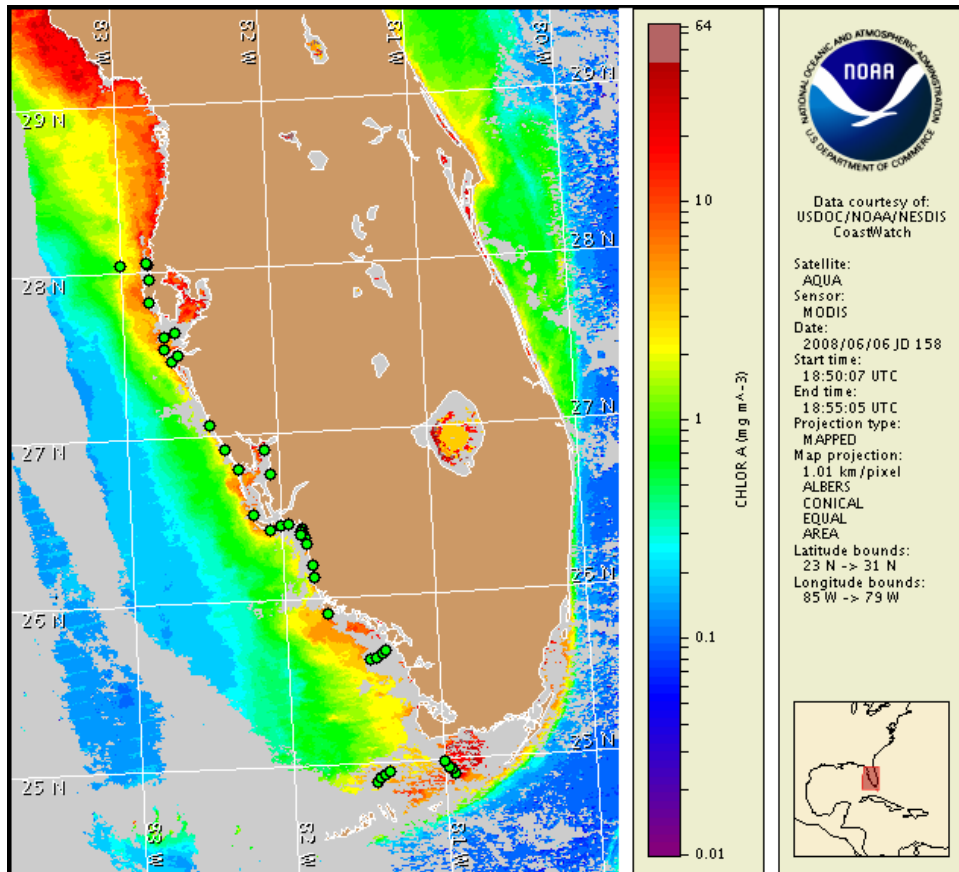 83 W
82 W
81 W
80 W
29 N
29 N
28 N
28 N
27 N
27 N
26 N
26 N
25 N
25 N
83 W
82 W
81 W
64
10
1
0.1
0.01
CHLOR A (mg m^-3)
NATIONAL OCEANIC AND ATMOSPHERIC ADMINISTRATION
NOAA
U.S. DEPARTMENT OF COMMERCE
Data courtesy of:
USDOC/NOAA/NESDIS
CoastWatch
Satellite:
AQUA
Sensor:
MODIS
Date:
2008/06/06 JD 158
Start time:
18:50:07 UTC
End time:
18:55:05 UTC
Projection type:
MAPPED
Map projection:
1.01 km/pixel
ALBERS
CONICAL
EQUAL
AREA
Latitude bounds:
23 N -> 31 N
Longitude bounds:
85 W -> 79 W